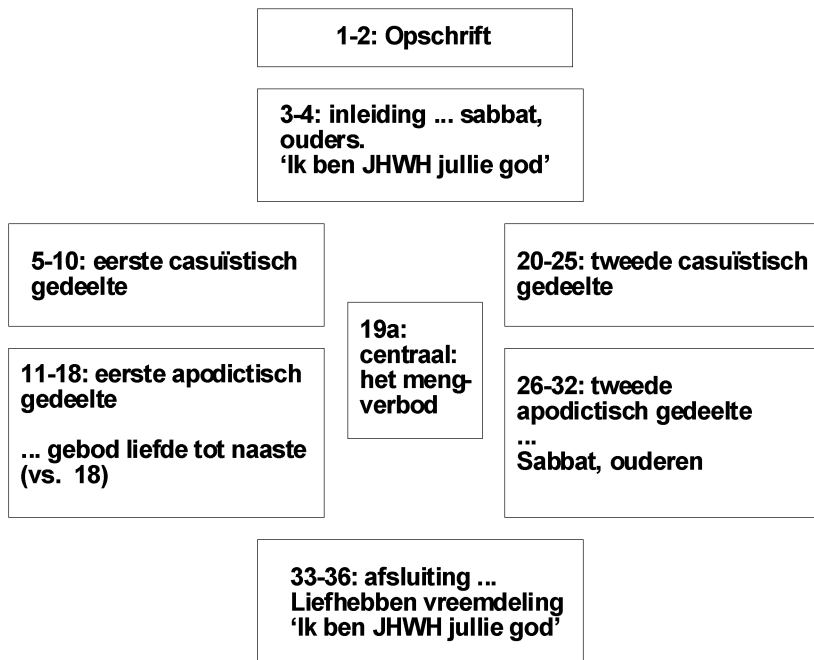 1-2: Opschrift
3-4: inleiding ... sabbat,
ouders.
‘Ik ben JHWH jullie god’
5-10: eerste casuïstisch
gedeelte
11-18: eerste apodictisch
gedeelte
... gebod liefde tot naaste
(vs. 18)
19a:
centraal:
het meng-
verbod
20-25: tweede casuïstisch
gedeelte
26-32: tweede
apodictisch gedeelte
...
Sabbat, ouderen
33-36: afsluiting ...
Liefhebben vreemdeling
‘Ik ben JHWH jullie god’